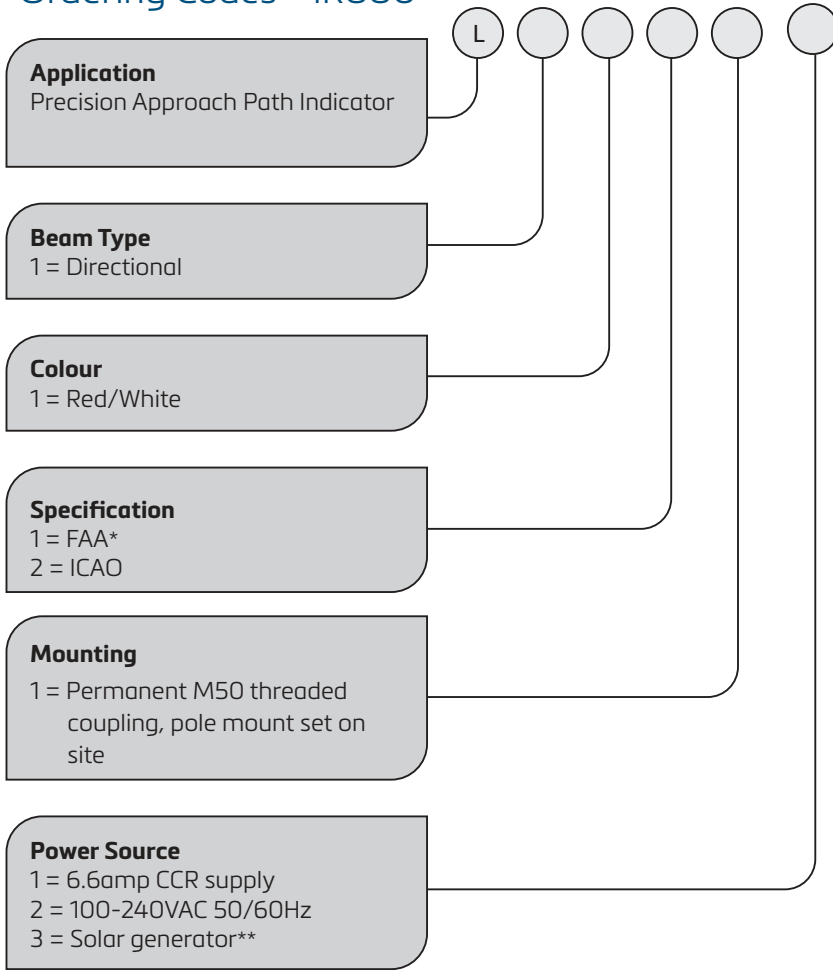 L
Application
Precision Approach Path Indicator
Beam Type
1 = Directional
Colour
1 = Red/White
Specification
1 = FAA*
2 = ICAO
Mounting
1 = Permanent M50 threaded
coupling, pole mount set on
site
Power Source
1 = 6.6amp CCR supply
2 = 100-240VAC 50/60Hz
3 = Solar generator**